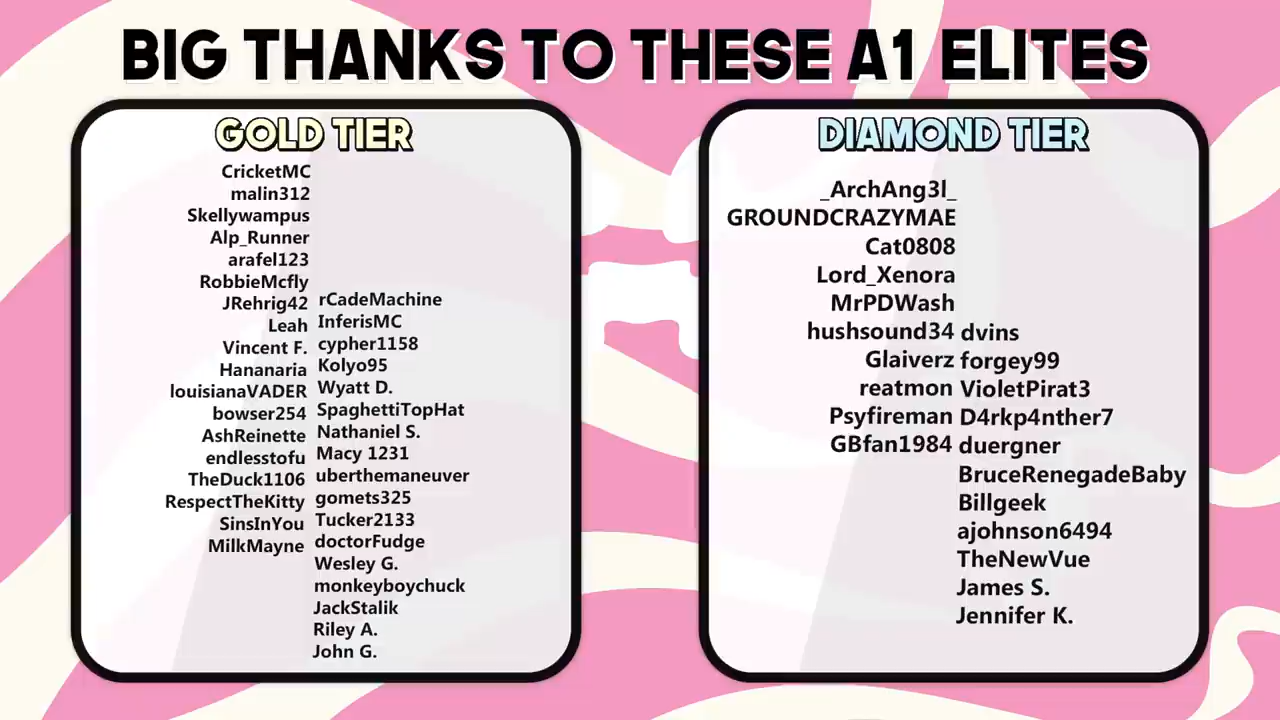 BIG THANKS TO THESE A1 ELITES
GOLD TIER
CricketMC
malin312
Skellywampus
Alp_Runner
arafel123
RobbieMcfly
JRehrig42
Leah
Vincent F.
Hananaria
louisianaVADER
bowser254
AshReinette
endlesstofu
TheDuck1106
RespectTheKitty
SinsInYou
MilkMayne
rCadeMachine
InferisMC
cypher1158
Kolyo95
Wyatt D.
SpaghettiTopHat
Nathaniel S.
Macy 1231
uberthemaneuver
gomets325
Tucker2133
doctorFudge
Wesley G.
monkeyboychuck
JackStalik
Riley A.
John G.
DIAMOND TIER
_ArchAng3l_
GROUNDCRAZYMAE
Cat0808
Lord_Xenora
MrPDWash
hushsound34
Glaiverz
reatmon
Psyfireman
GBfan1984
dvins
forgey99
VioletPirat3
D4rkp4nther7
duergner
BruceRenegadeBaby
Billgeek
ajohnson6494
TheNewVue
James S.
Jennifer K.